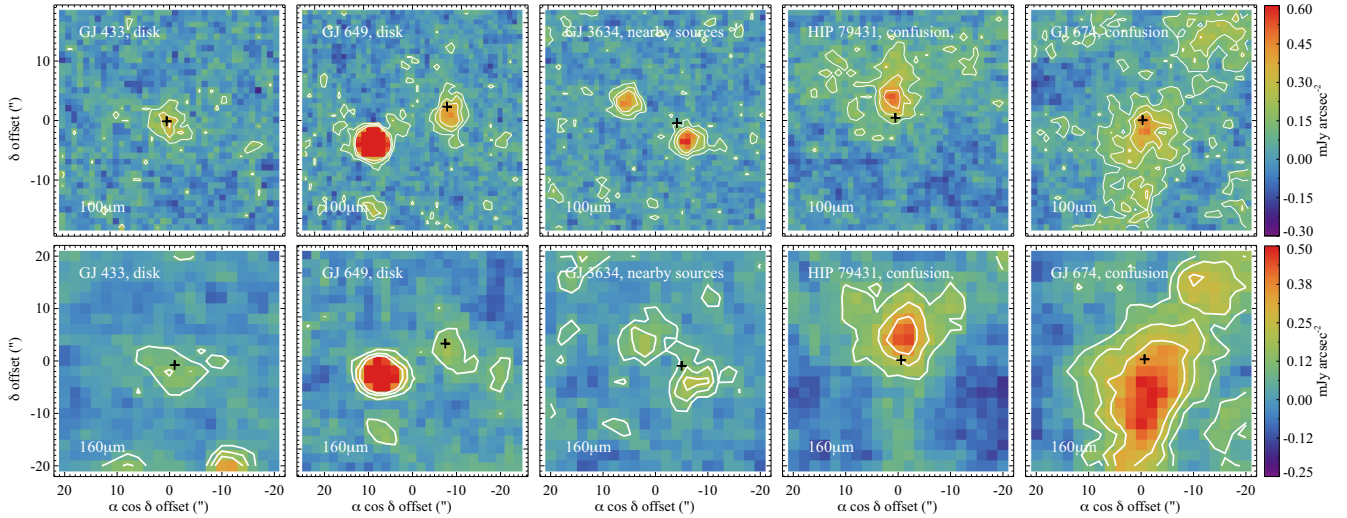 GJ 433, disk
GJ 649, disk
GJ 3634, nearby sources
HIP 79431, confusion,
GJ 674, confusion
100μm
100μm
100μm
100μm
100μm
δ offset (")
10
0
-10
0.60
0.45
0.30
0.15
0.00
-0.15
-0.30
mJy arcsec⁻²
GJ 433, disk
GJ 649, disk
GJ 3634, nearby sources
HIP 79431, confusion,
GJ 674, confusion
160μm
160μm
160μm
160μm
160μm
δ offset (")
20
10
0
-10
-20
0.50
0.38
0.25
0.12
0.00
-0.12
-0.25
mJy arcsec⁻²
20 10 0 -10 -20
20 10 0 -10 -20
20 10 0 -10 -20
20 10 0 -10 -20
20 10 0 -10 -20
α cos δ offset (")
α cos δ offset (")
α cos δ offset (")
α cos δ offset (")
α cos δ offset (")